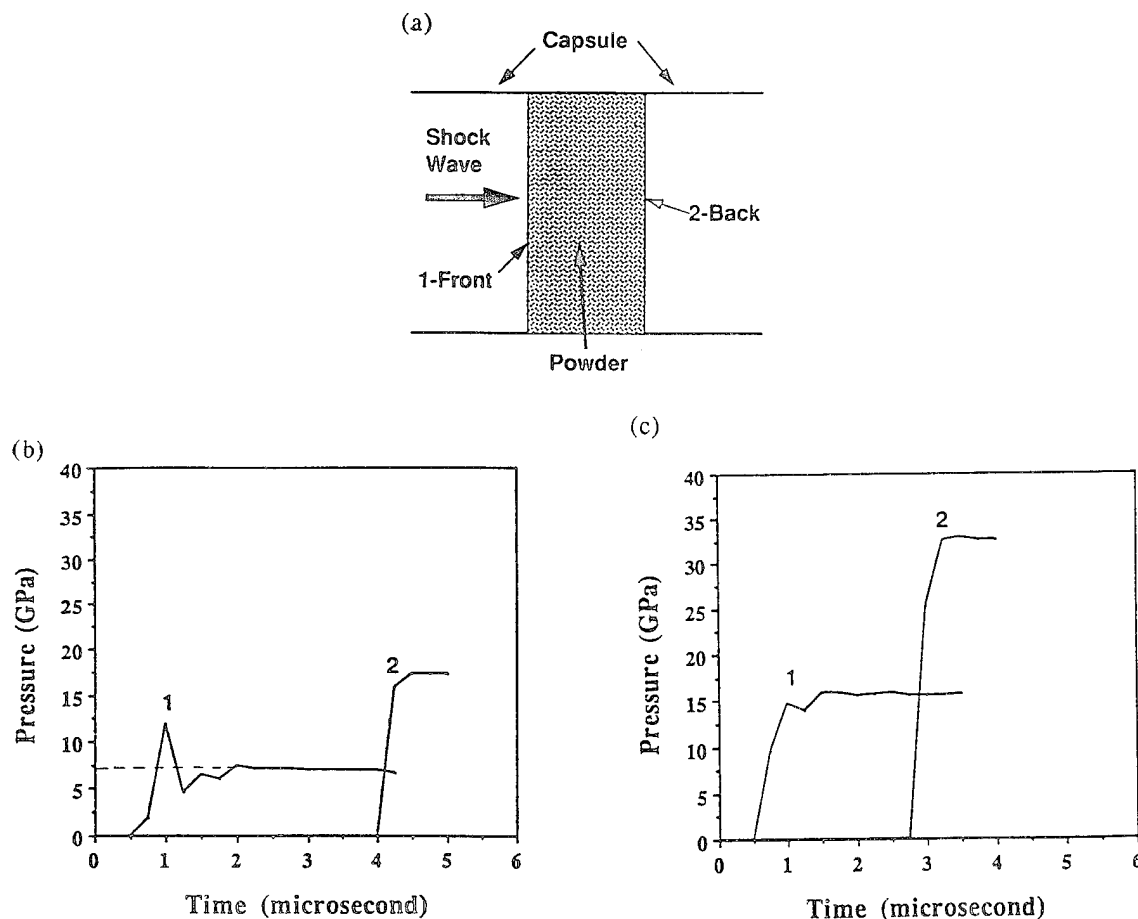 (a)
Capsule
Shock
Wave
2-Back
1-Front
Powder
(b)
40
35
30
25
20
15
10
5
0
Pressure (GPa)
1
2
0 1 2 3 4 5 6
Time (microsecond)
(c)
40
35
30
25
20
15
10
5
0
Pressure (GPa)
1
2
0 1 2 3 4 5 6
Time (microsecond)